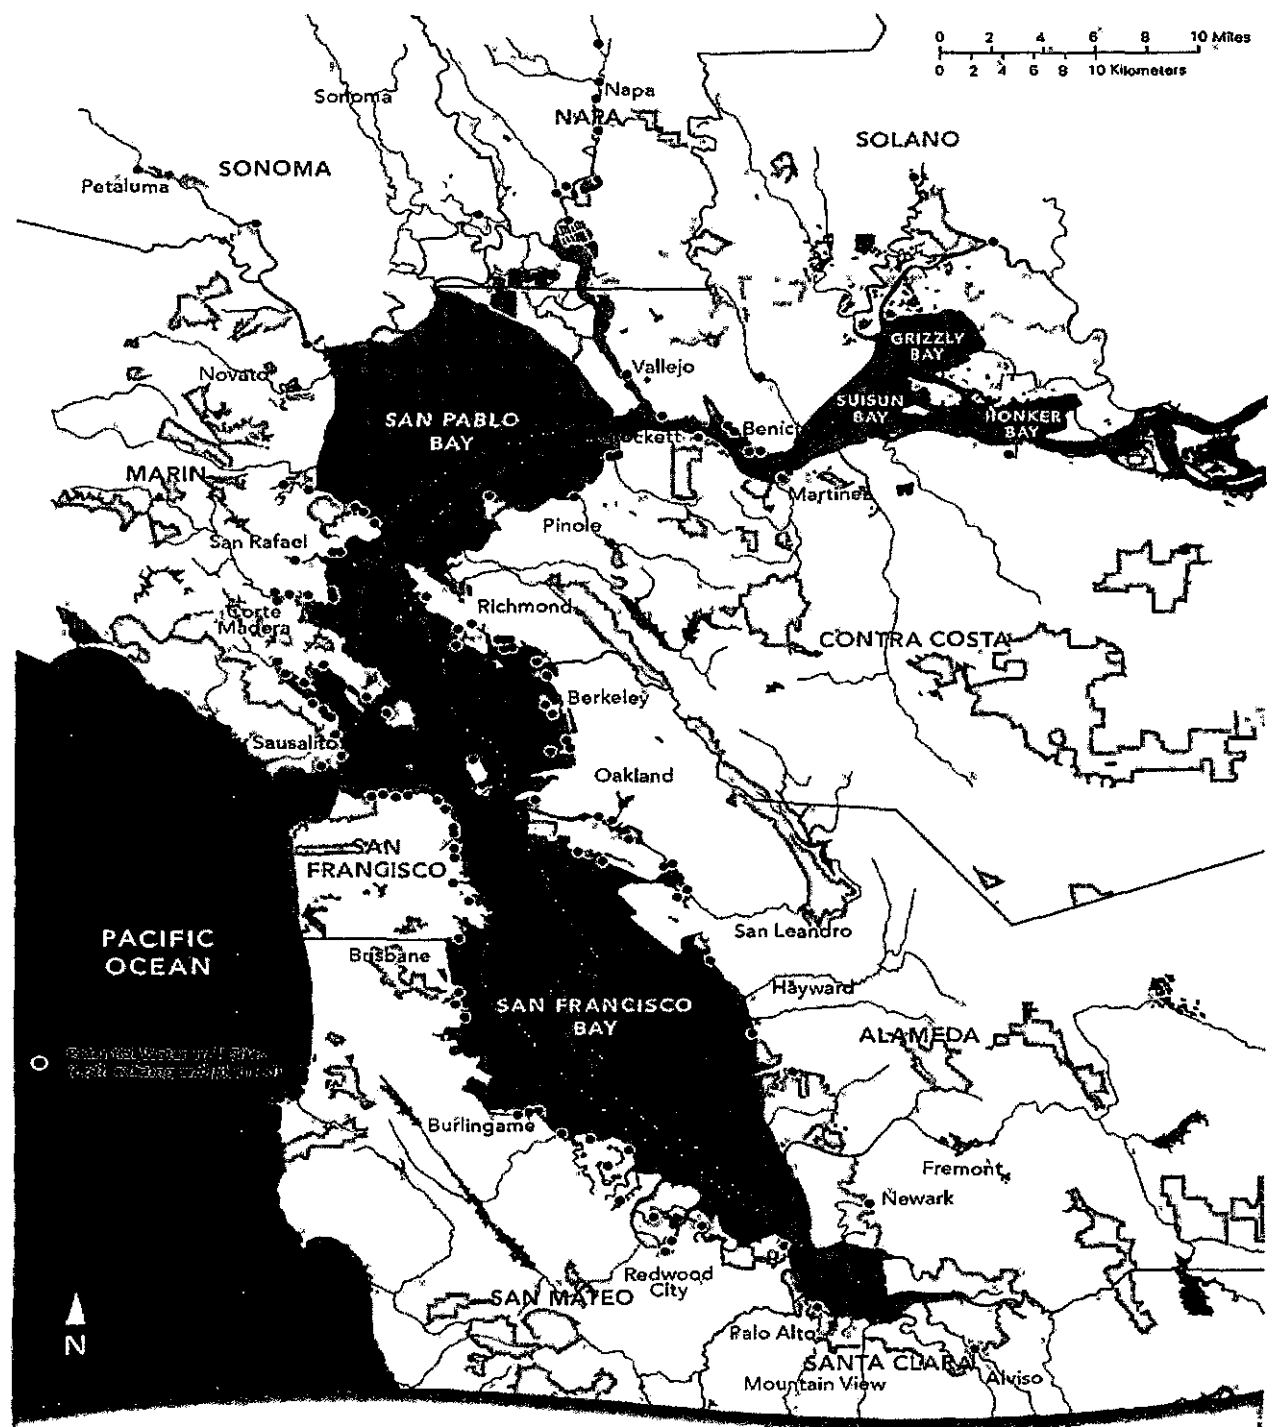 0 2 4 6 8 10 Miles
0 2 4 6 8 10 Kilometers
Sonoma
Napa
NAPA
SOLANO
SONOMA
Petaluma
GRIZZLY
BAY
Vallejo
Novato
SUISUN
BAY
HONKER
BAY
SAN PABLO
BAY
ockett
Benici
MARIN
Martinez
Pinole
San Rafael
Richmond
Corte
Madera
CONTRA COSTA
Berkeley
Sausalito
Oakland
SAN
FRANCISCO
PACIFIC
OCEAN
San Leandro
Brisbane
Hayward
SAN FRANCISCO
BAY
ALAMEDA
Burlingame
Fremont
Newark
Redwood
City
SAN MATEO
N
Palo Alto
SANTA CLARA
Mountain View
Alviso